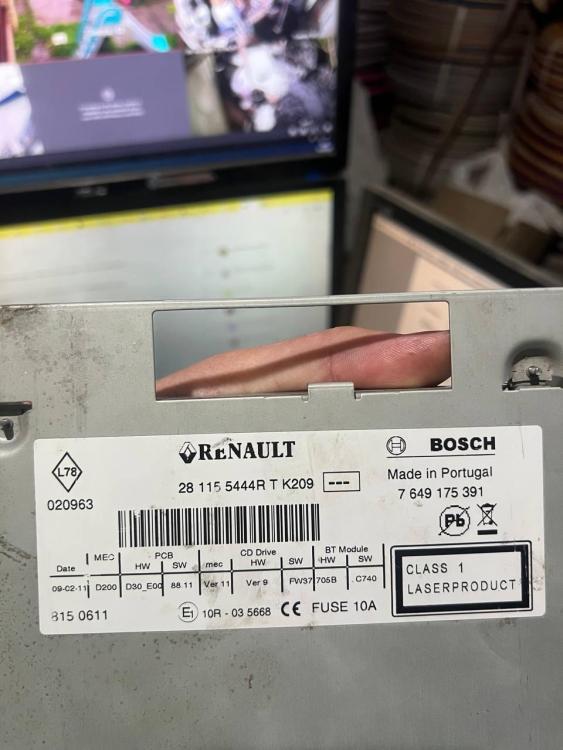 L78
020963
RENAULT
28 115 5444R T K209
---
BOSCH
Made in Portugal
7 649 175 391
Pb
Date MEC PCB HW SW mec CD Drive HW SW BT Module HW SW
09-02-11 D200 D30_E00 88.11 Ver 11 Ver 9 FW37 705B .C740
815 0611
E1 10R - 03 5668 CE FUSE 10A
CLASS 1
LASERPRODUCT